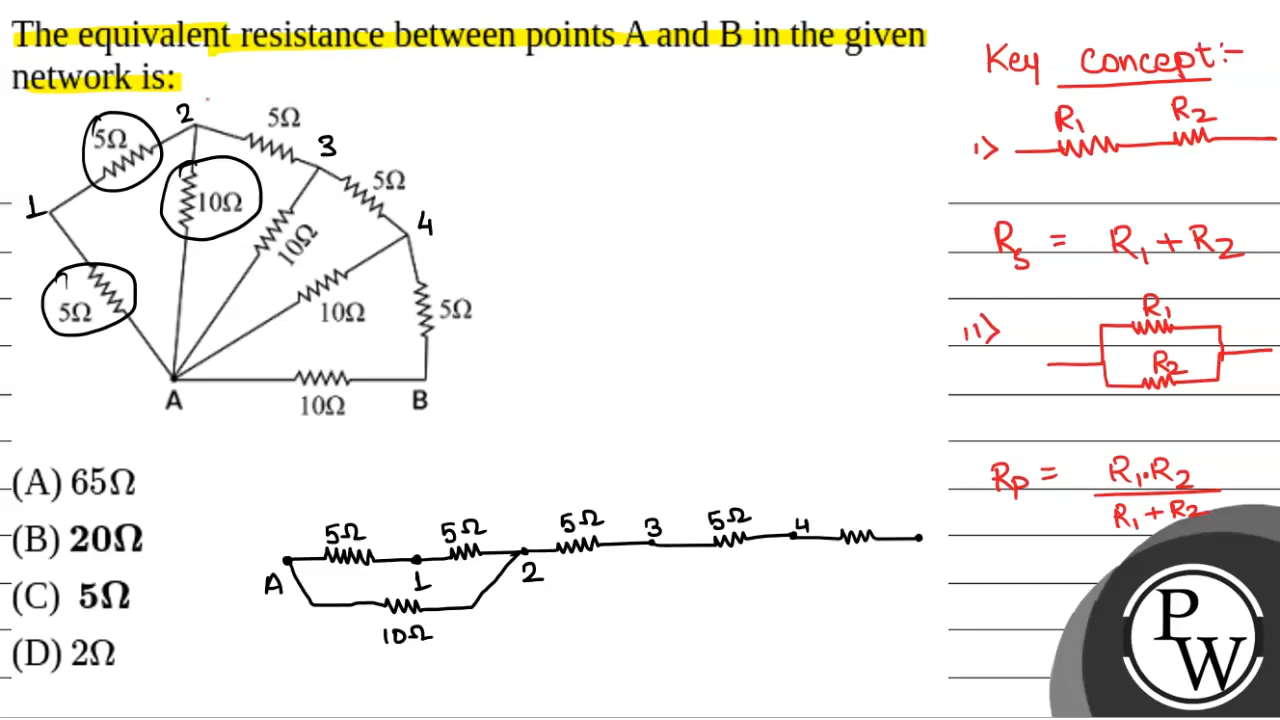 The equivalent resistance between points A and B in the given
network is:
Key concept:-
2
5Ω
5Ω
3
R₁
R₂
i>
5Ω
1
10Ω
4
10Ω
Rs = R₁ + R₂
5Ω
10Ω
5Ω
ii>
R₁
R₂
A
10Ω
B
(A) 65Ω
Rp = R₁.R₂
R₁ + R₂
(B) 20Ω
5Ω
5Ω
5Ω
3
5Ω
4
A
1
2
(C) 5Ω
10Ω
(D) 2Ω
P
W